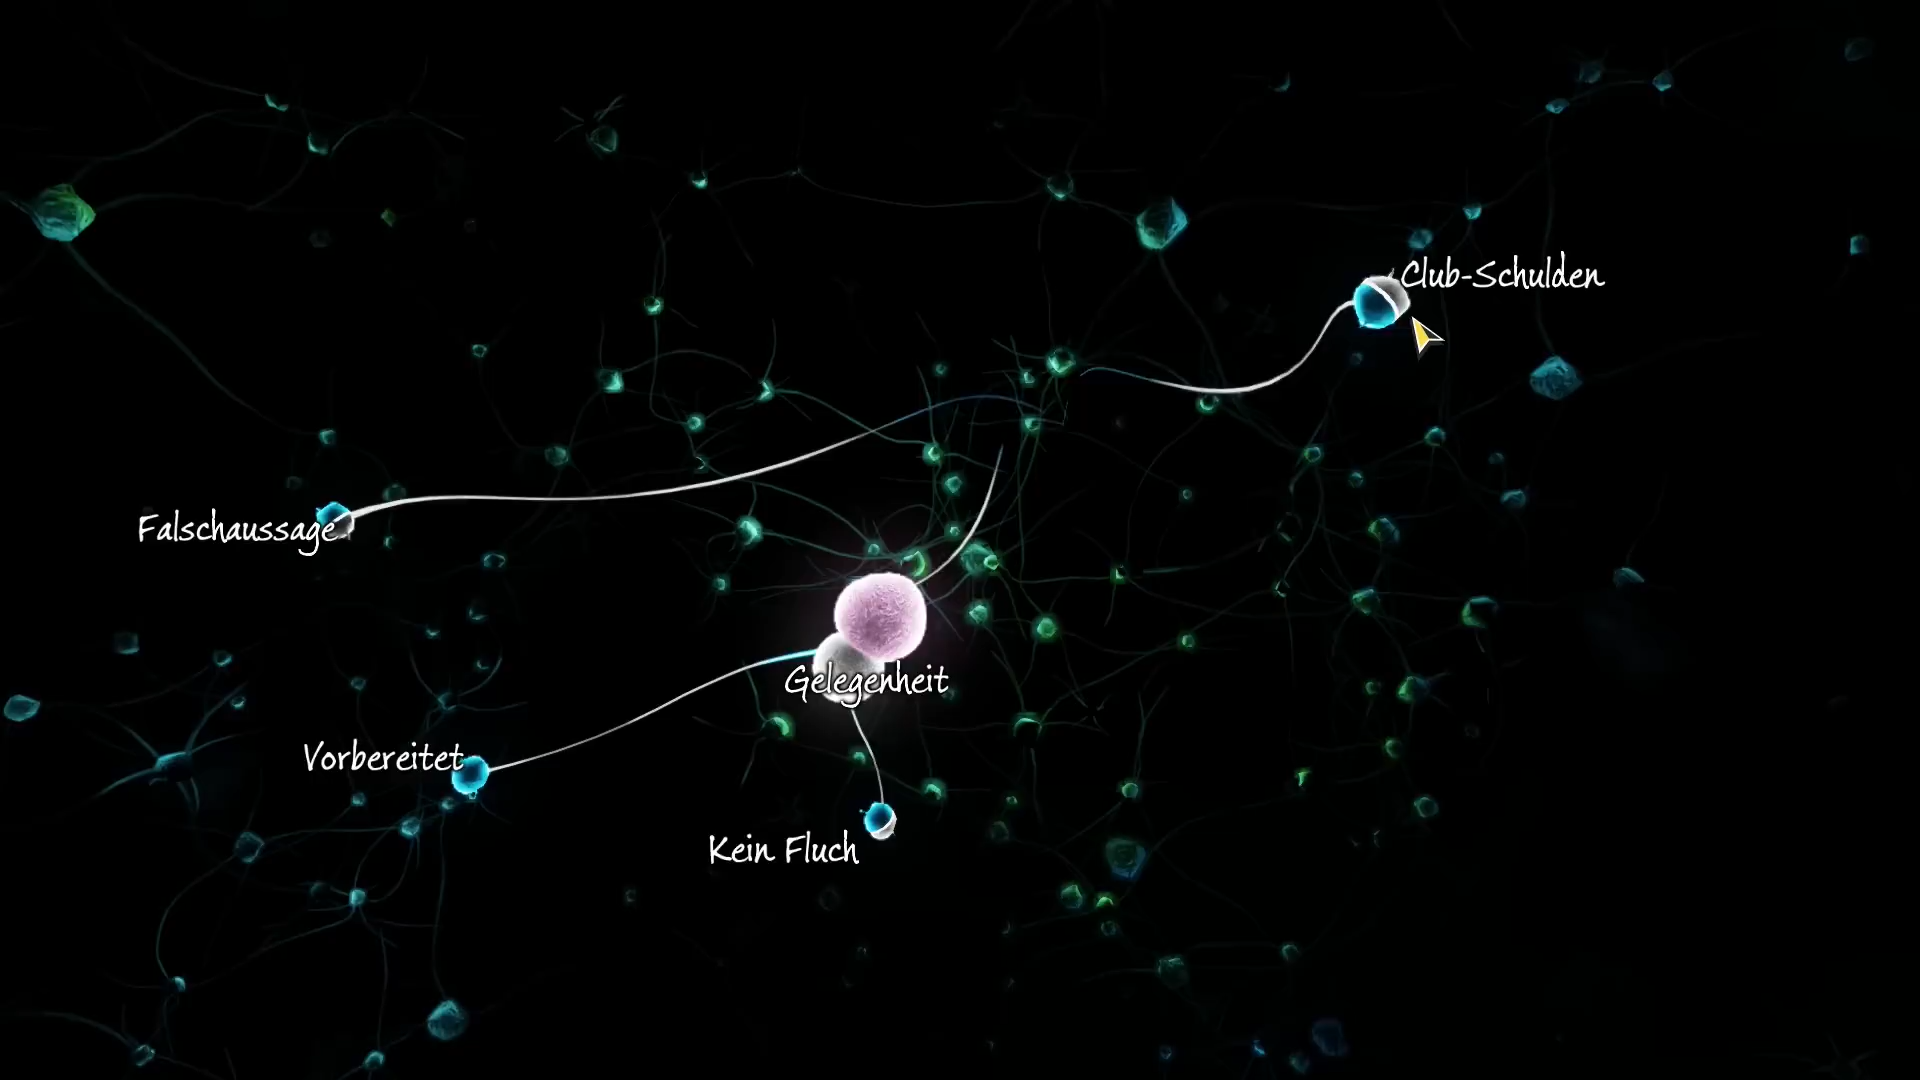 Club-Schulden
Falschaussage
Gelegenheit
Vorbereitet
Kein Fluch